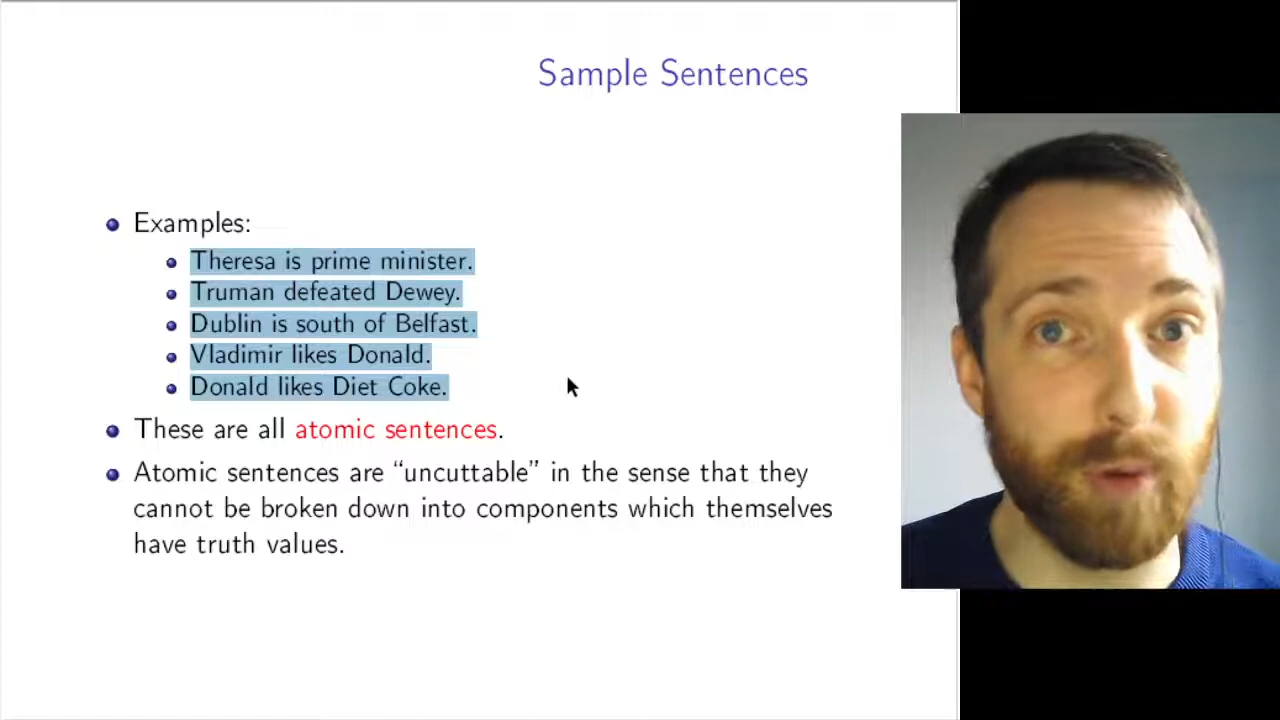 Sample Sentences
Examples:
Theresa is prime minister.
Truman defeated Dewey.
Dublin is south of Belfast.
Vladimir likes Donald.
Donald likes Diet Coke.
These are all atomic sentences.
Atomic sentences are “uncuttable” in the sense that they
cannot be broken down into components which themselves
have truth values.